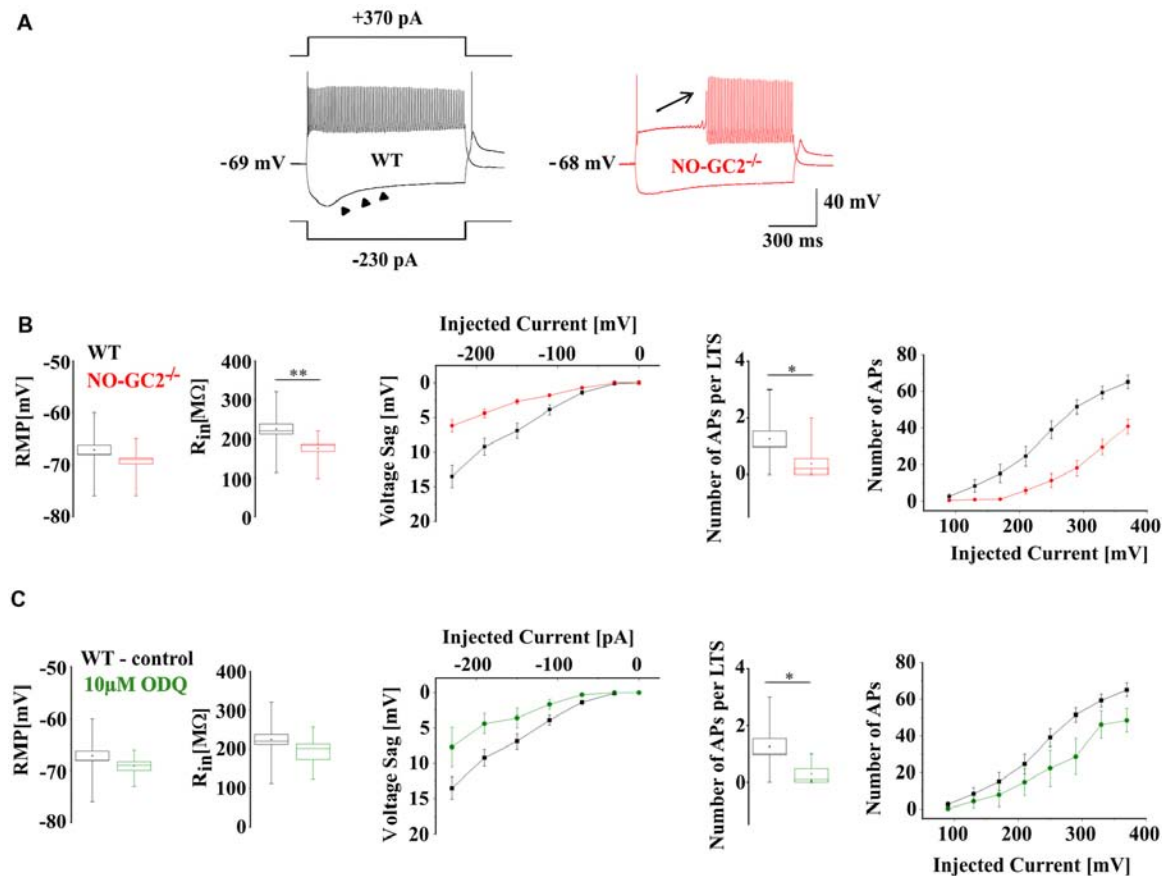 A
+370 pA
-69 mV
WT
-230 pA
-68 mV
NO-GC2-/-
40 mV
300 ms
B
WT
NO-GC2-/-
RMP[mV]
-50
-60
-70
-80
Rin[MΩ]
400
300
200
100
0
**
Injected Current [mV]
-200 -100 0
Voltage Sag [mV]
0
5
10
15
20
Number of APs per LTS
4
2
0
*
Number of APs
80
60
40
20
0
100 200 300 400
Injected Current [mV]
C
WT - control
10µM ODQ
RMP[mV]
-50
-60
-70
-80
Rin[MΩ]
400
300
200
100
0
Injected Current [pA]
-200 -100 0
Voltage Sag [mV]
0
5
10
15
20
Number of APs per LTS
4
2
0
*
Number of APs
80
60
40
20
0
100 200 300 400
Injected Current [mV]